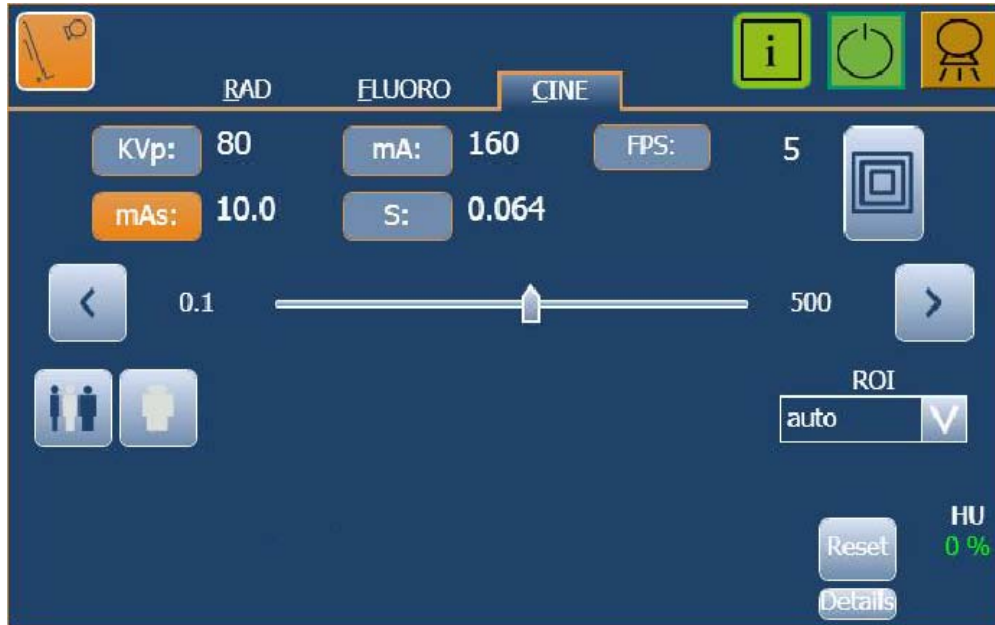 i
RAD FLUORO CINE
KVp: 80 mA: 160 FPS: 5
mAs: 10.0 S: 0.064
< 0.1 500 >
ROI
auto
HU
Reset 0 %
Details